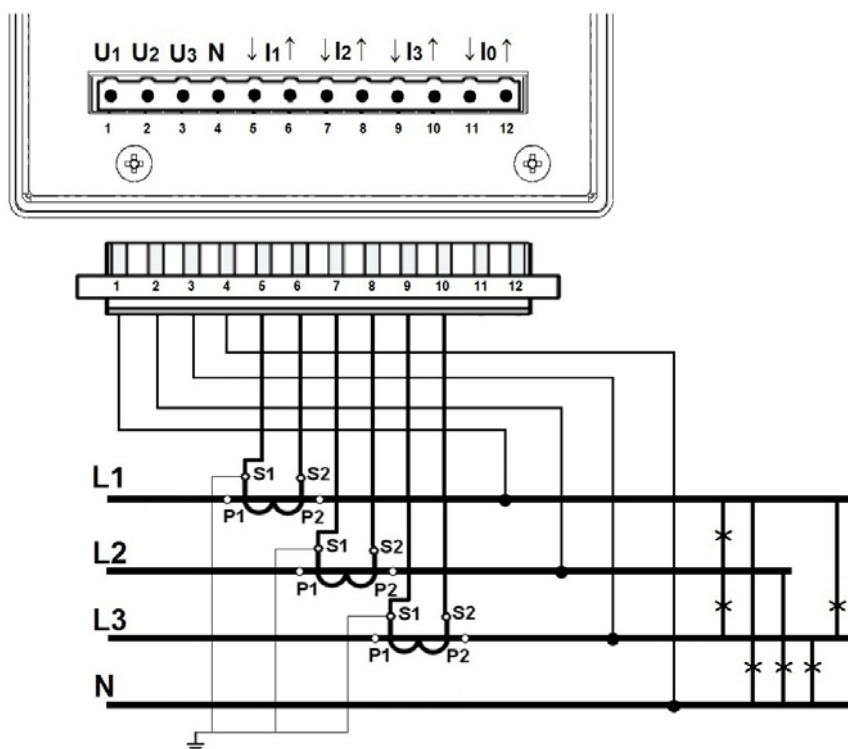 U1 U2 U3 N ↓ I1 ↑ ↓ I2 ↑ ↓ I3 ↑ ↓ I0 ↑
1 2 3 4 5 6 7 8 9 10 11 12
1 2 3 4 5 6 7 8 9 10 11 12
S1 S2
L1
P1 P2
S1 S2
L2
P1 P2
S1 S2
L3
P1 P2
N